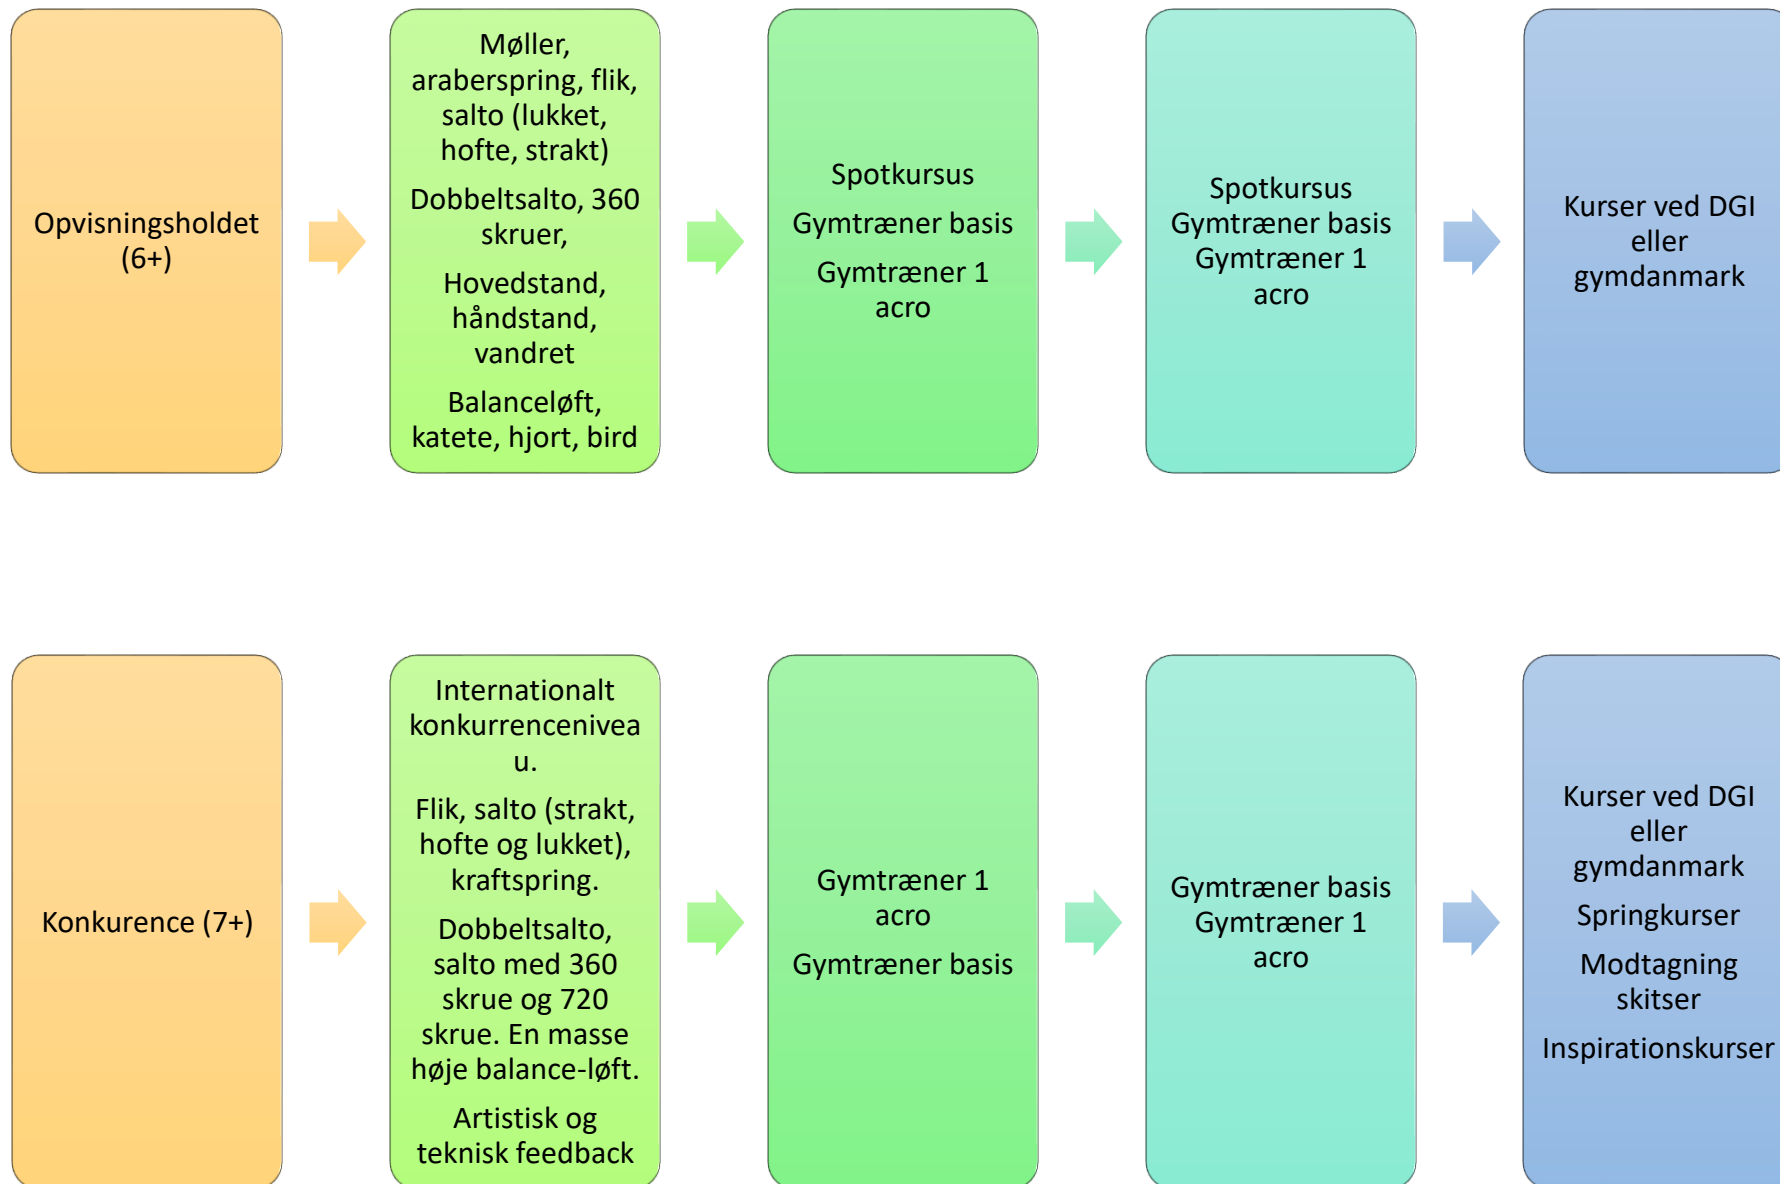 Opvisningsholdet
(6+)
Møller,
araberspring, flik,
salto (lukket,
hofte, strakt)
Dobbeltsalto, 360
skruer,
Hovedstand,
håndstand,
vandret
Balanceløft,
katete, hjort, bird
Spotkursus
Gymtræner basis
Gymtræner 1
acro
Spotkursus
Gymtræner basis
Gymtræner 1
acro
Kurser ved DGI
eller
gymdanmark
Konkurence (7+)
Internationalt
konkurrencenivea
u.
Flik, salto (strakt,
hofte og lukket),
kraftspring.
Dobbeltsalto,
salto med 360
skrue og 720
skrue. En masse
høje balance-løft.
Artistisk og
teknisk feedback
Gymtræner 1
acro
Gymtræner basis
Gymtræner basis
Gymtræner 1
acro
Kurser ved DGI
eller
gymdanmark
Springkurser
Modtagning
skitser
Inspirationskurser